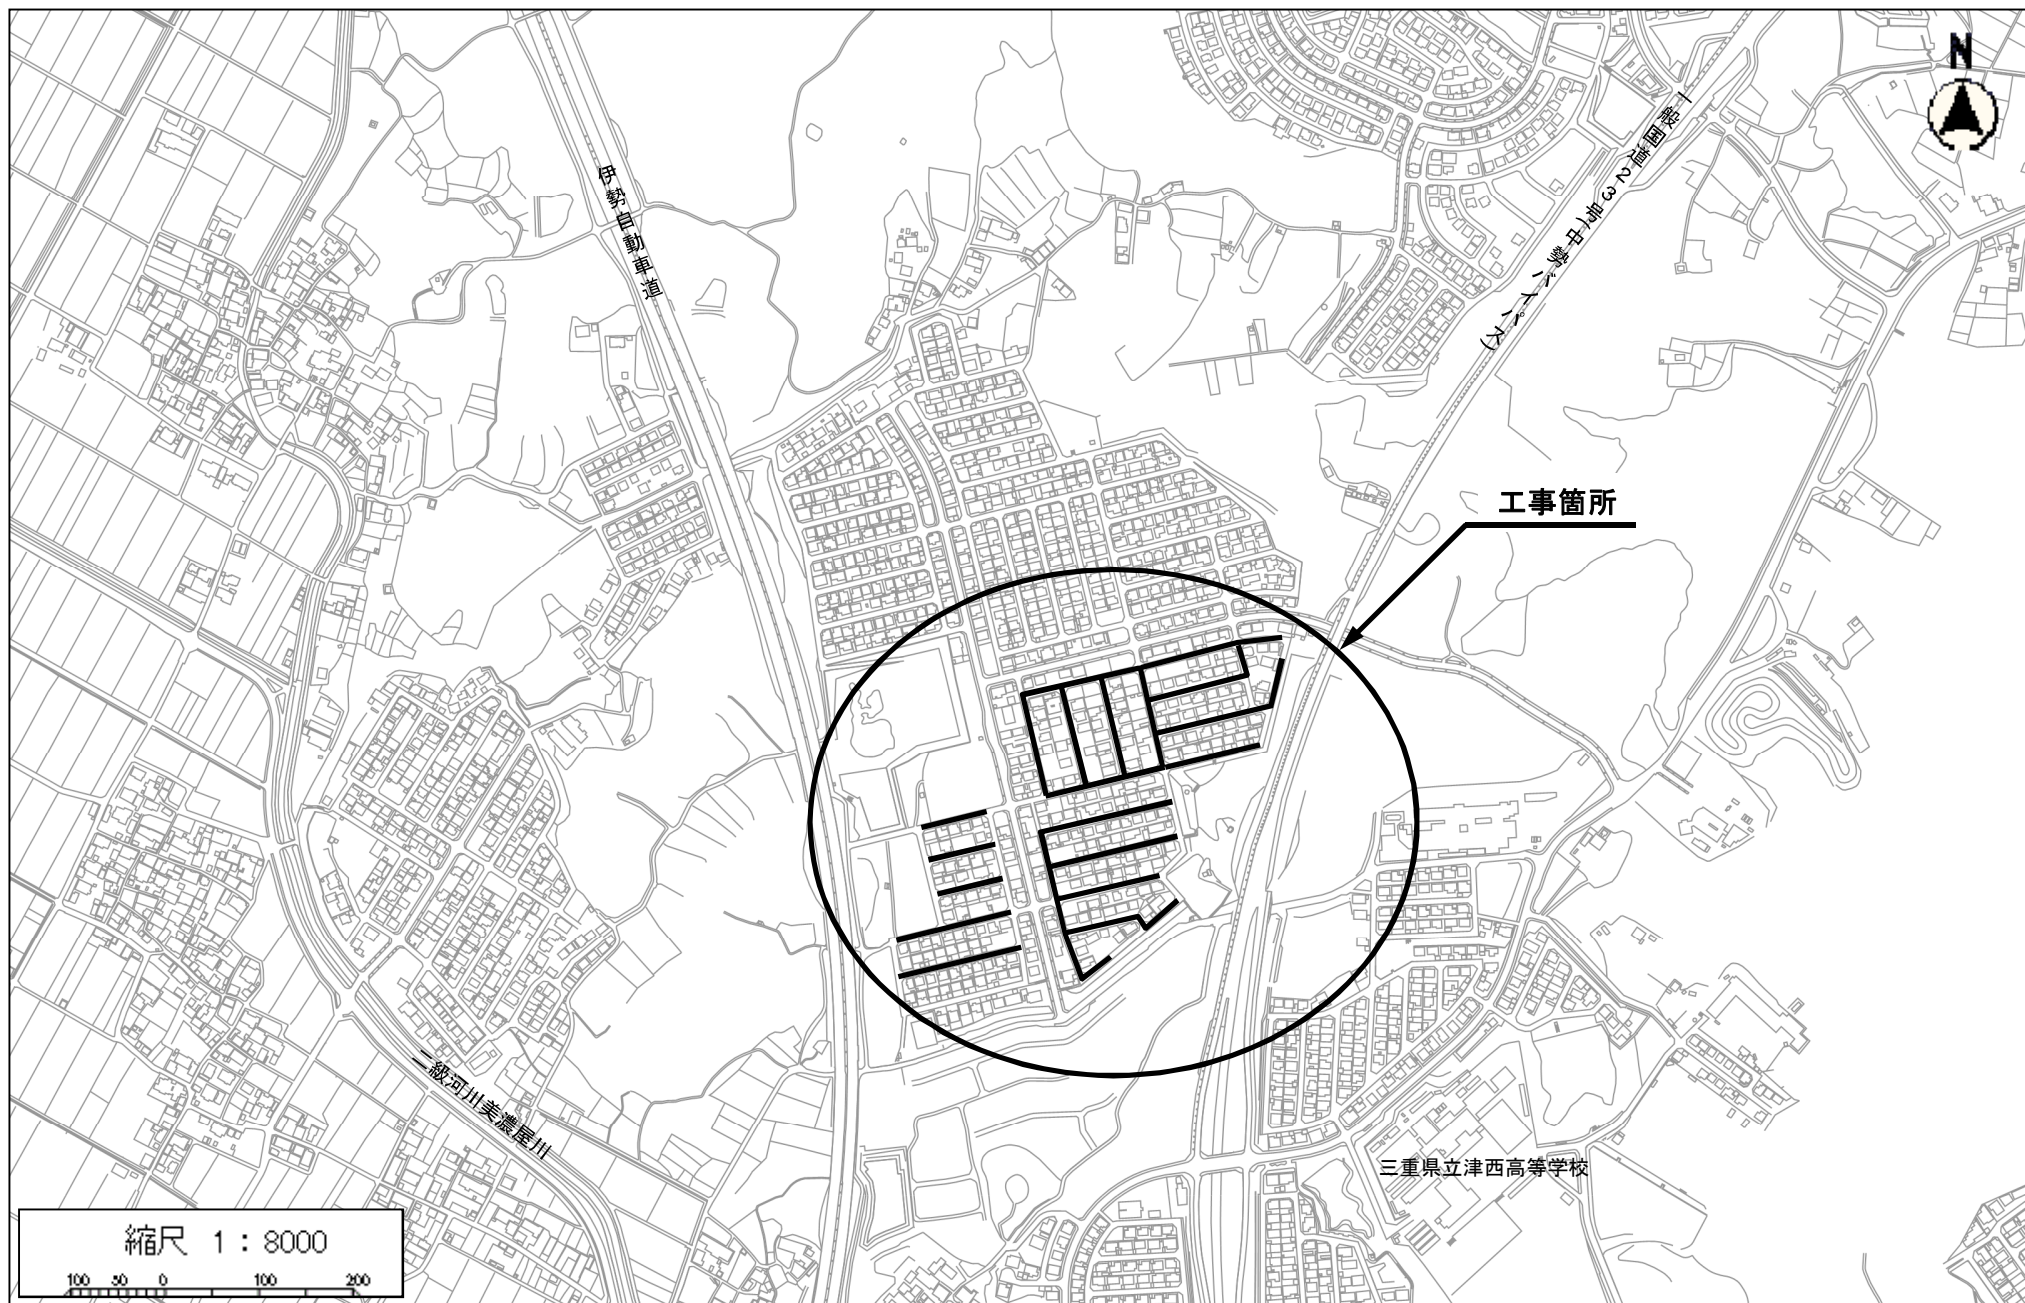 N
一般国道23号(中勢バイパス)
伊勢自動車道
工事箇所
二級河川美濃屋川
三重県立津西高等学校
縮尺 1:8000
100 50 0 100 200